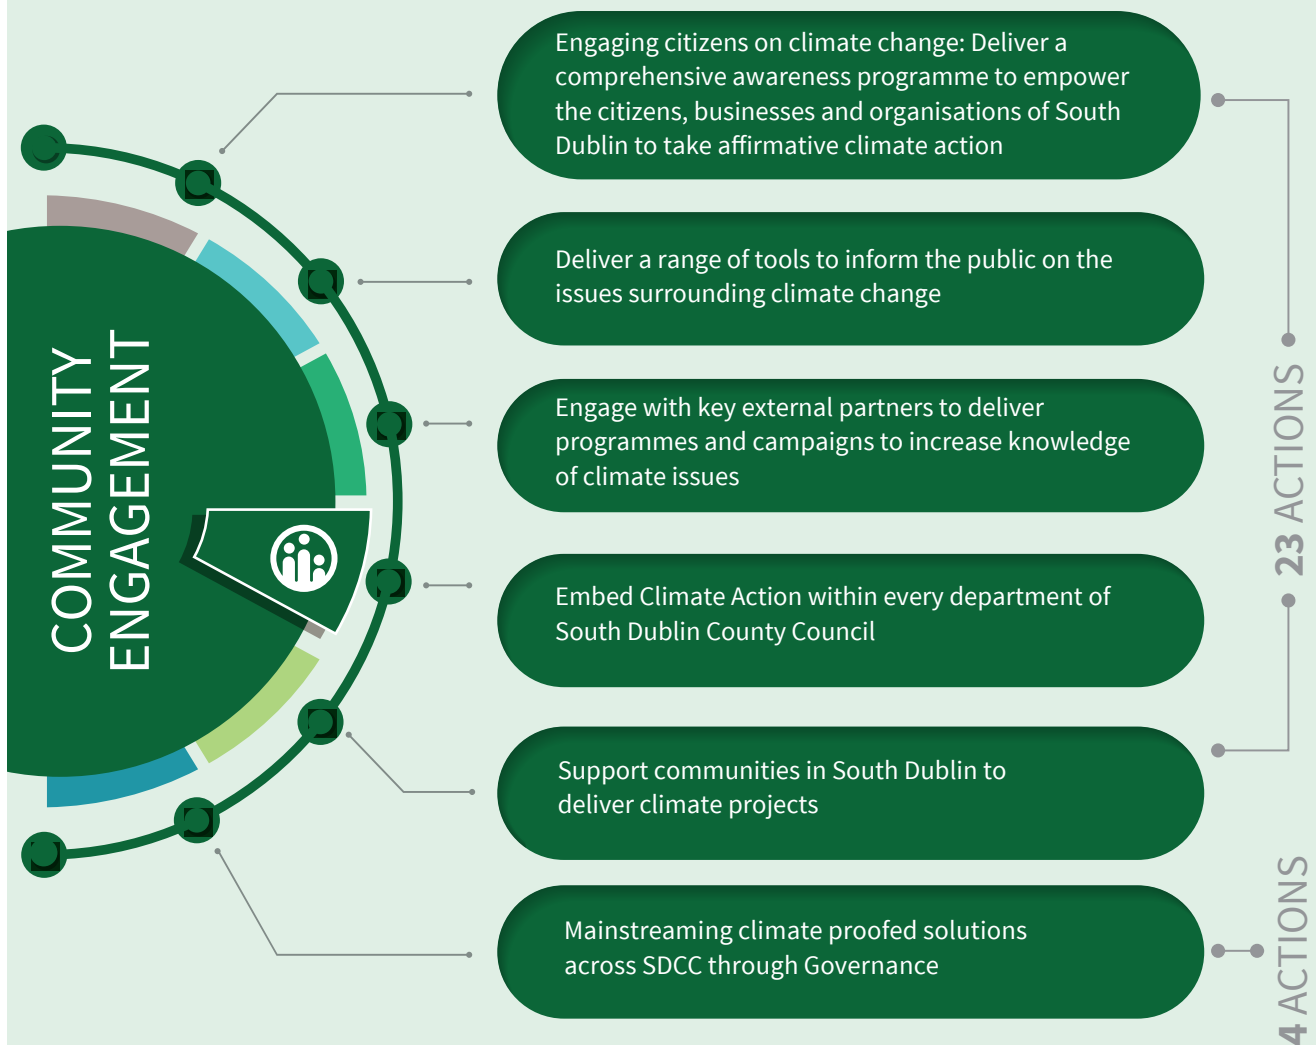 COMMUNITY
ENGAGEMENT
Engaging citizens on climate change: Deliver a
comprehensive awareness programme to empower
the citizens, businesses and organisations of South
Dublin to take affirmative climate action
Deliver a range of tools to inform the public on the
issues surrounding climate change
Engage with key external partners to deliver
programmes and campaigns to increase knowledge
of climate issues
Embed Climate Action within every department of
South Dublin County Council
Support communities in South Dublin to
deliver climate projects
23 ACTIONS
Mainstreaming climate proofed solutions
across SDCC through Governance
4 ACTIONS